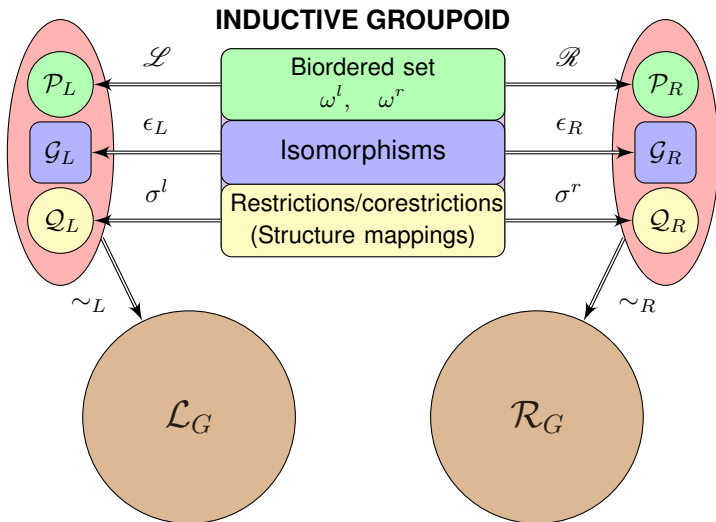 INDUCTIVE GROUPOID
ℒ Biordered set ℛ
𝒫_L ω^l, ω^r 𝒫_R
ϵ_L ϵ_R
𝒢_L Isomorphisms 𝒢_R
σ^l Restrictions/corestrictions σ^r
𝒬_L (Structure mappings) 𝒬_R
∼_L ∼_R
ℒ_G ℛ_G